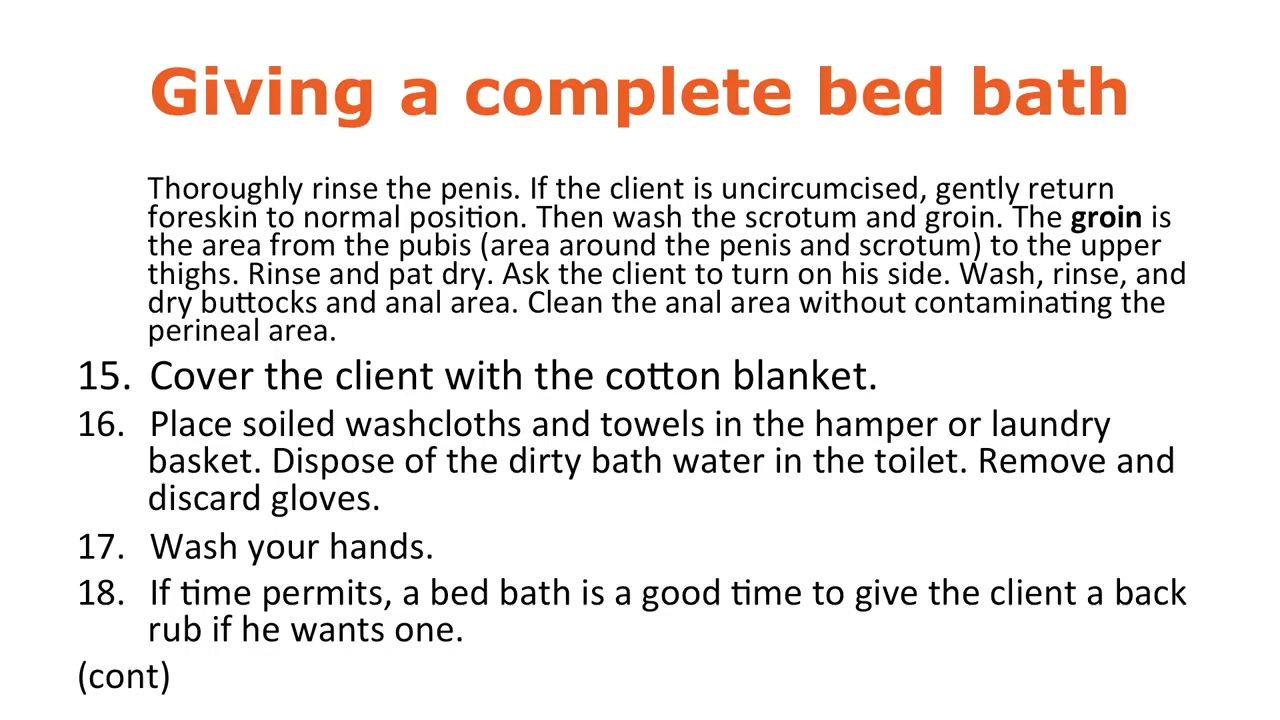 Giving a complete bed bath
Thoroughly rinse the penis. If the client is uncircumcised, gently return
foreskin to normal position. Then wash the scrotum and groin. The groin is
the area from the pubis (area around the penis and scrotum) to the upper
thighs. Rinse and pat dry. Ask the client to turn on his side. Wash, rinse, and
dry buttocks and anal area. Clean the anal area without contaminating the
perineal area.
15. Cover the client with the cotton blanket.
16. Place soiled washcloths and towels in the hamper or laundry
basket. Dispose of the dirty bath water in the toilet. Remove and
discard gloves.
17. Wash your hands.
18. If time permits, a bed bath is a good time to give the client a back
rub if he wants one.
(cont)